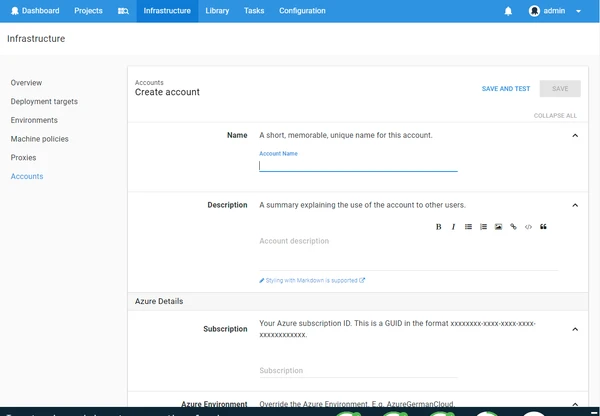 Dashboard Projects Infrastructure Library Tasks Configuration admin
Infrastructure
Overview
Deployment targets
Environments
Machine policies
Proxies
Accounts
Accounts
Create account
SAVE AND TEST SAVE
COLLAPSE ALL
Name A short, memorable, unique name for this account.
Account Name
Description A summary explaining the use of the account to other users.
B I
Account description
Styling with Markdown is supported
Azure Details
Subscription Your Azure subscription ID. This is a GUID in the format xxxxxxxx-xxxx-xxxx-xxxx-
xxxxxxxxxxxx.
Subscription
Azure Environment Override the Azure Environment. E.g. AzureGermanCloud.